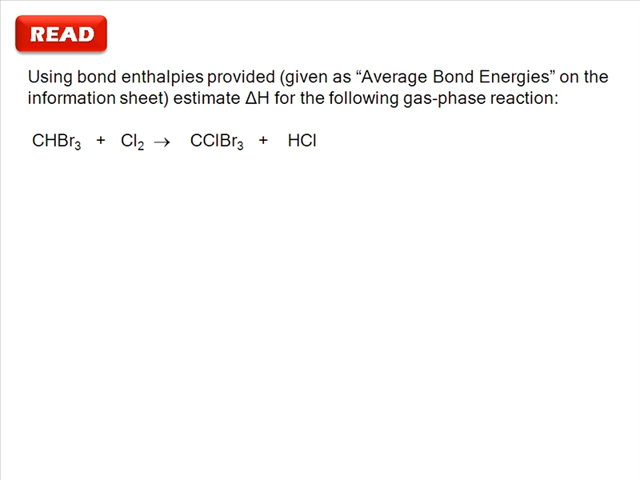 READ
Using bond enthalpies provided (given as “Average Bond Energies” on the
information sheet) estimate ΔH for the following gas-phase reaction:
CHBr₃ + Cl₂ → CClBr₃ + HCl